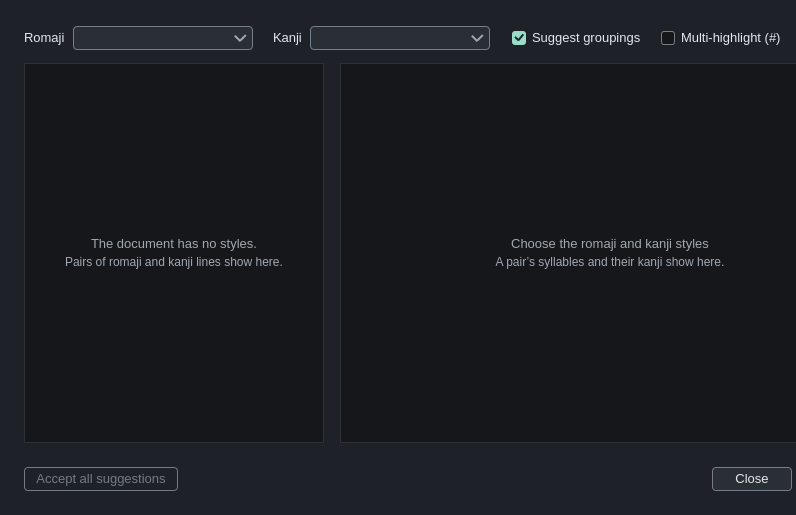 Romaji
Kanji
Suggest groupings
Multi-highlight (#)
The document has no styles.
Pairs of romaji and kanji lines show here.
Choose the romaji and kanji styles
A pair’s syllables and their kanji show here.
Accept all suggestions
Close